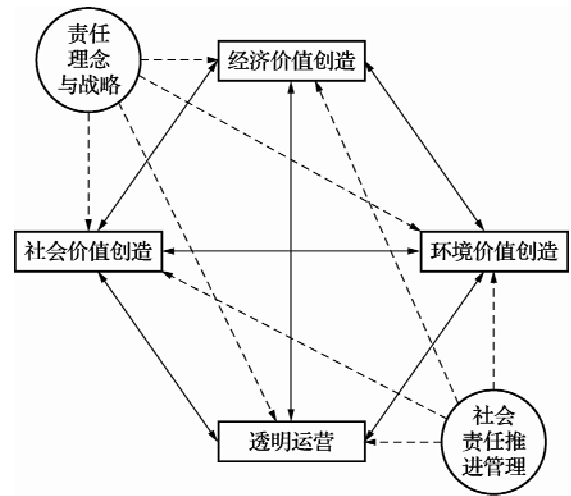 责任
理念
与战略
经济价值创造
社会价值创造
环境价值创造
透明运营
社会
责任推
进管理